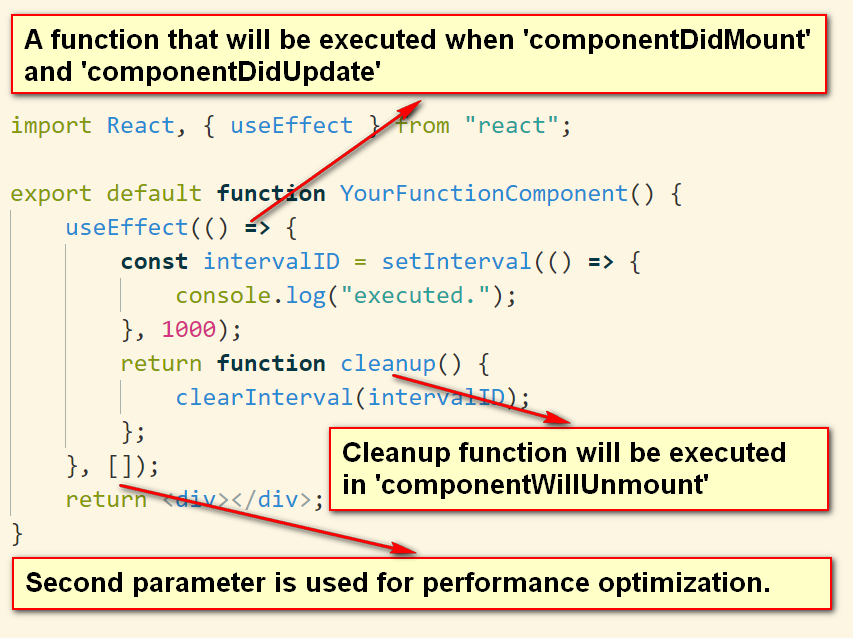 A function that will be executed when 'componentDidMount'
and 'componentDidUpdate'
import React, { useEffect } from "react";
export default function YourFunctionComponent() {
useEffect(() => {
const intervalID = setInterval(() => {
console.log("executed.");
}, 1000);
return function cleanup() {
clearInterval(intervalID);
};
}, []);
return <div></div>;
}
Cleanup function will be executed
in 'componentWillUnmount'
Second parameter is used for performance optimization.